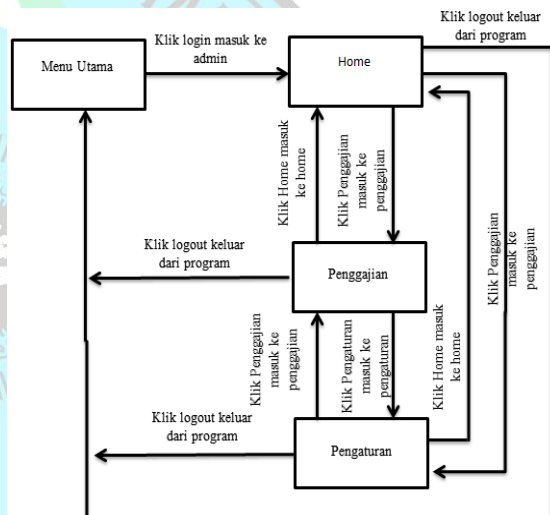 Klik logout keluar
dari program
Klik login masuk ke
admin
Menu Utama
Home
Klik Home masuk
ke home
Klik Penggajian
masuk ke
penggajian
Klik Penggajian
masuk ke
penggajian
Klik logout keluar
dari program
Penggajian
Klik Penggajian
masuk ke
penggajian
Klik Pengaturan
masuk ke
pengaturan
Klik Home masuk
ke home
Klik logout keluar
dari program
Pengaturan